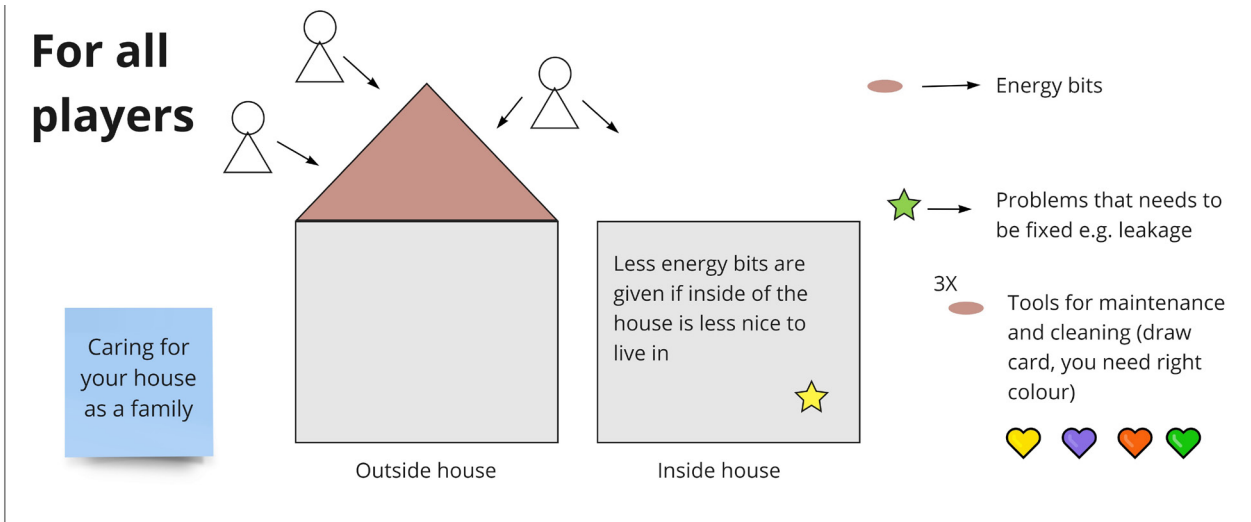 For all
players
Energy bits
Problems that needs to
be fixed e.g. leakage
Less energy bits are
given if inside of the
house is less nice to
live in
3X
Tools for maintenance
and cleaning (draw
card, you need right
colour)
Caring for
your house
as a family
Outside house
Inside house